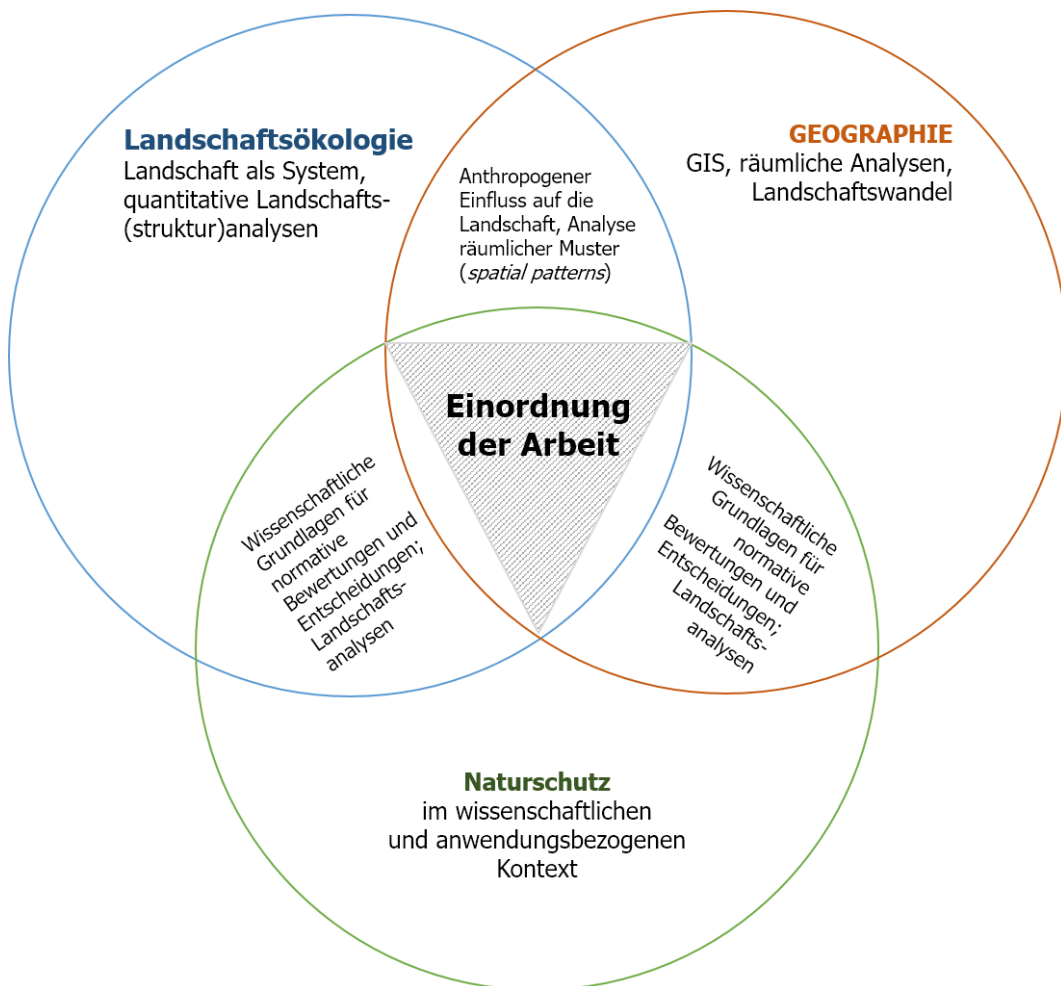 Landschaftsökologie
Landschaft als System,
quantitative Landschafts-
(struktur)analysen
GEOGRAPHIE
GIS, räumliche Analysen,
Landschaftswandel
Anthropogener
Einfluss auf die
Landschaft, Analyse
räumlicher Muster
(spatial patterns)
Einordnung
der Arbeit
Wissenschaftliche
Grundlagen für
normative
Bewertungen und
Entscheidungen;
Landschafts-
analysen
Wissenschaftliche
Grundlagen für
normative
Bewertungen und
Entscheidungen;
Landschafts-
analysen
Naturschutz
im wissenschaftlichen
und anwendungsbezogenen
Kontext